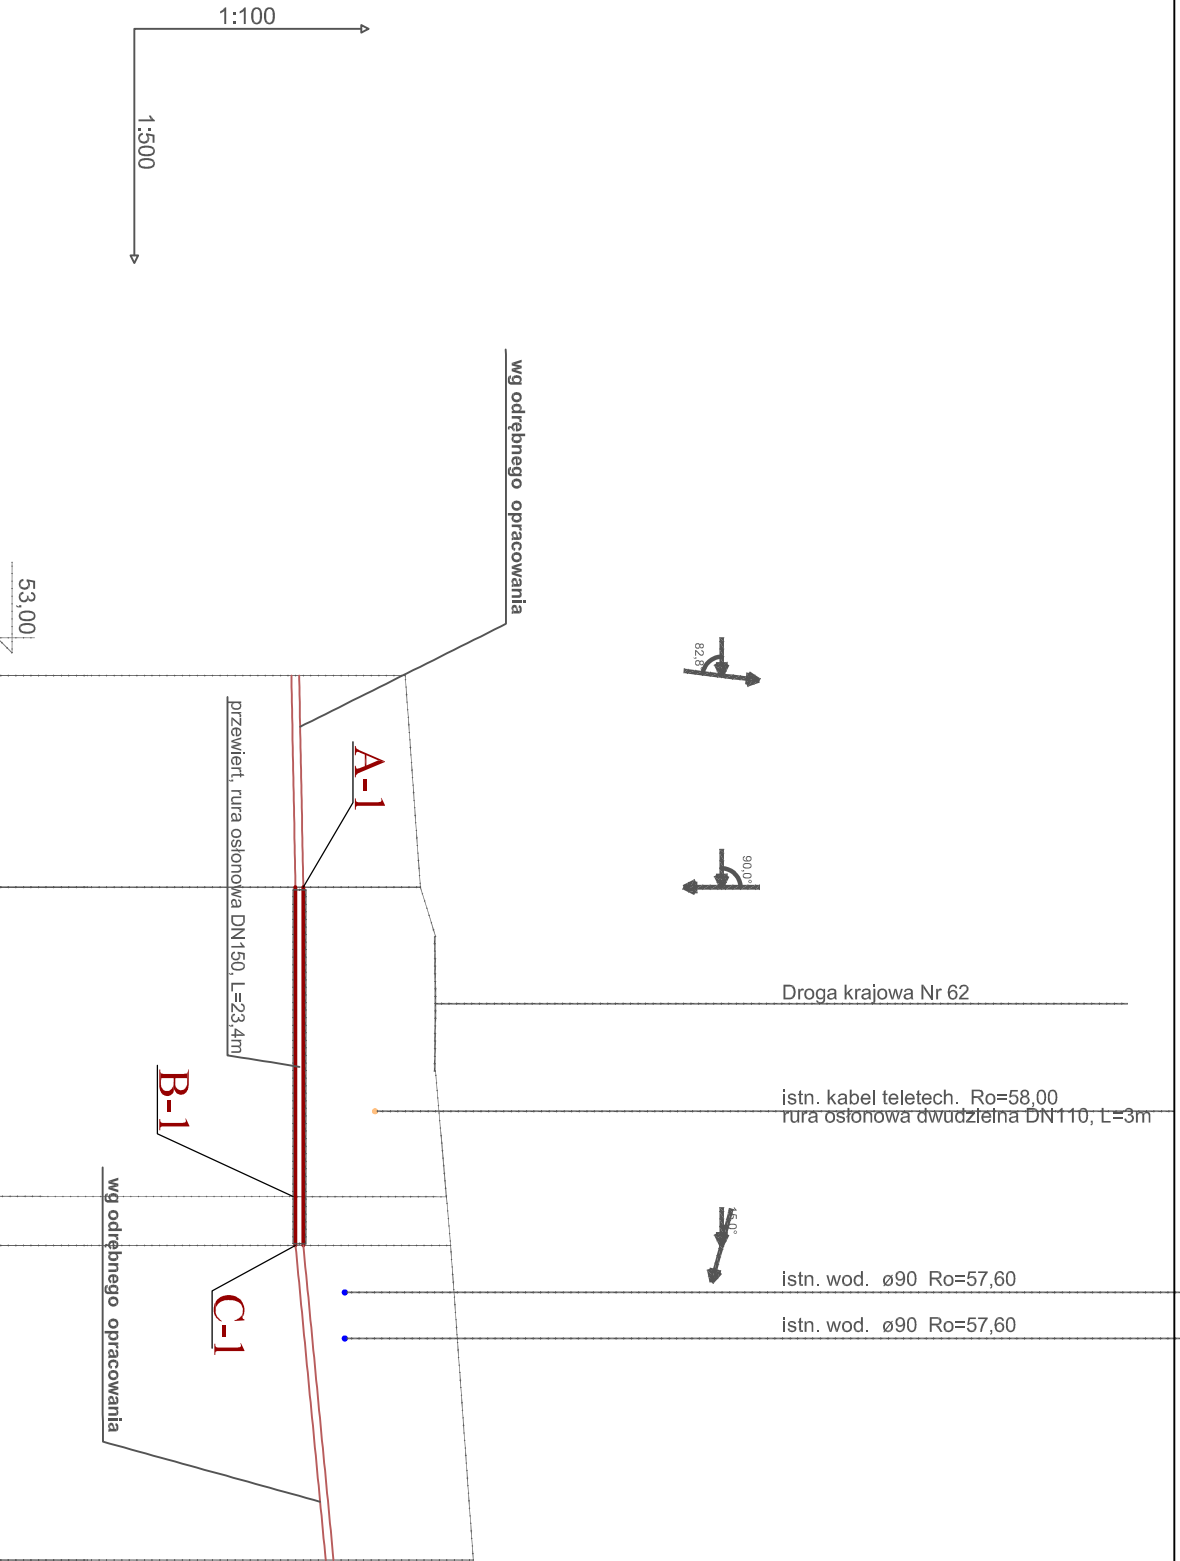 1:100
1:500
wg odrębnego opracowania
53,00
82,8
90,0°
A-1
przewiert, rura osłonowa DN150, L=23,4m
Droga krajowa Nr 62
istn. kabel teletech. Ro=58,00
rura osłonowa dwudzielna DN110, L=3m
B-1
15,0°
wg odrębnego opracowania
istn. wod. ø90 Ro=57,60
C-1
istn. wod. ø90 Ro=57,60